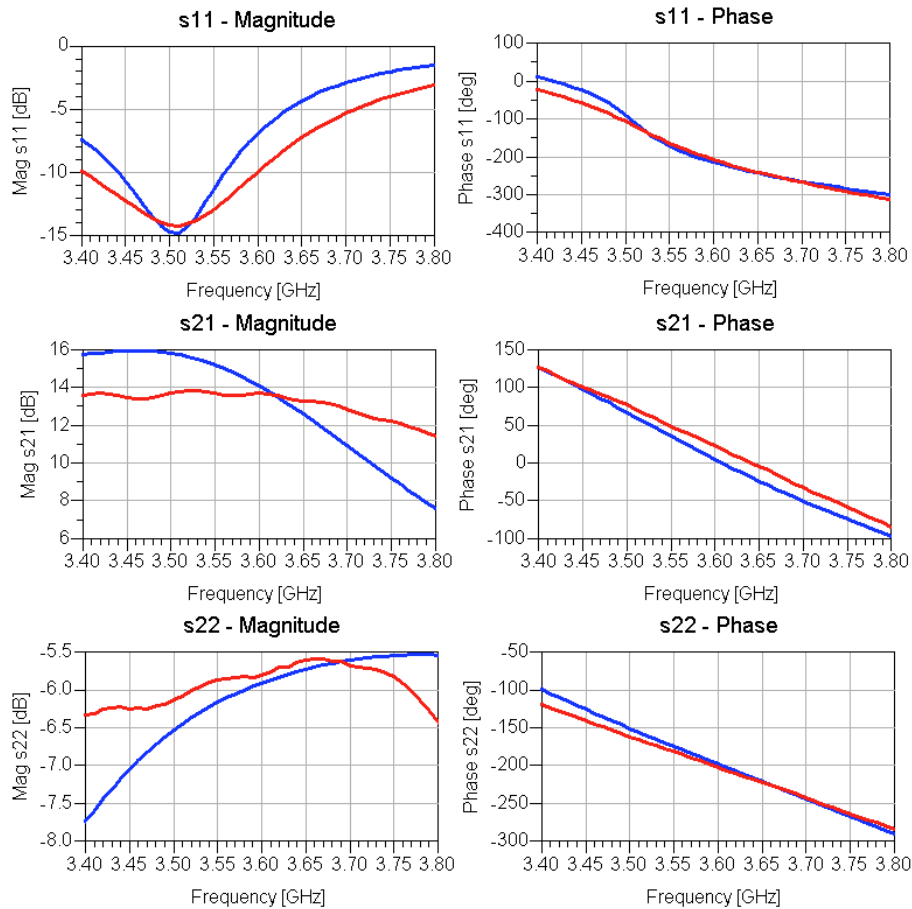 s11 - Magnitude
Mag s11 [dB]
0
-5
-10
-15
3.40 3.45 3.50 3.55 3.60 3.65 3.70 3.75 3.80
Frequency [GHz]
s11 - Phase
Phase s11 [deg]
100
0
-100
-200
-300
-400
3.40 3.45 3.50 3.55 3.60 3.65 3.70 3.75 3.80
Frequency [GHz]
s21 - Magnitude
Mag s21 [dB]
16
14
12
10
8
6
3.40 3.45 3.50 3.55 3.60 3.65 3.70 3.75 3.80
Frequency [GHz]
s21 - Phase
Phase s21 [deg]
150
100
50
0
-50
-100
3.40 3.45 3.50 3.55 3.60 3.65 3.70 3.75 3.80
Frequency [GHz]
s22 - Magnitude
Mag s22 [dB]
-5.5
-6.0
-6.5
-7.0
-7.5
-8.0
3.40 3.45 3.50 3.55 3.60 3.65 3.70 3.75 3.80
Frequency [GHz]
s22 - Phase
Phase s22 [deg]
-50
-100
-150
-200
-250
-300
3.40 3.45 3.50 3.55 3.60 3.65 3.70 3.75 3.80
Frequency [GHz]